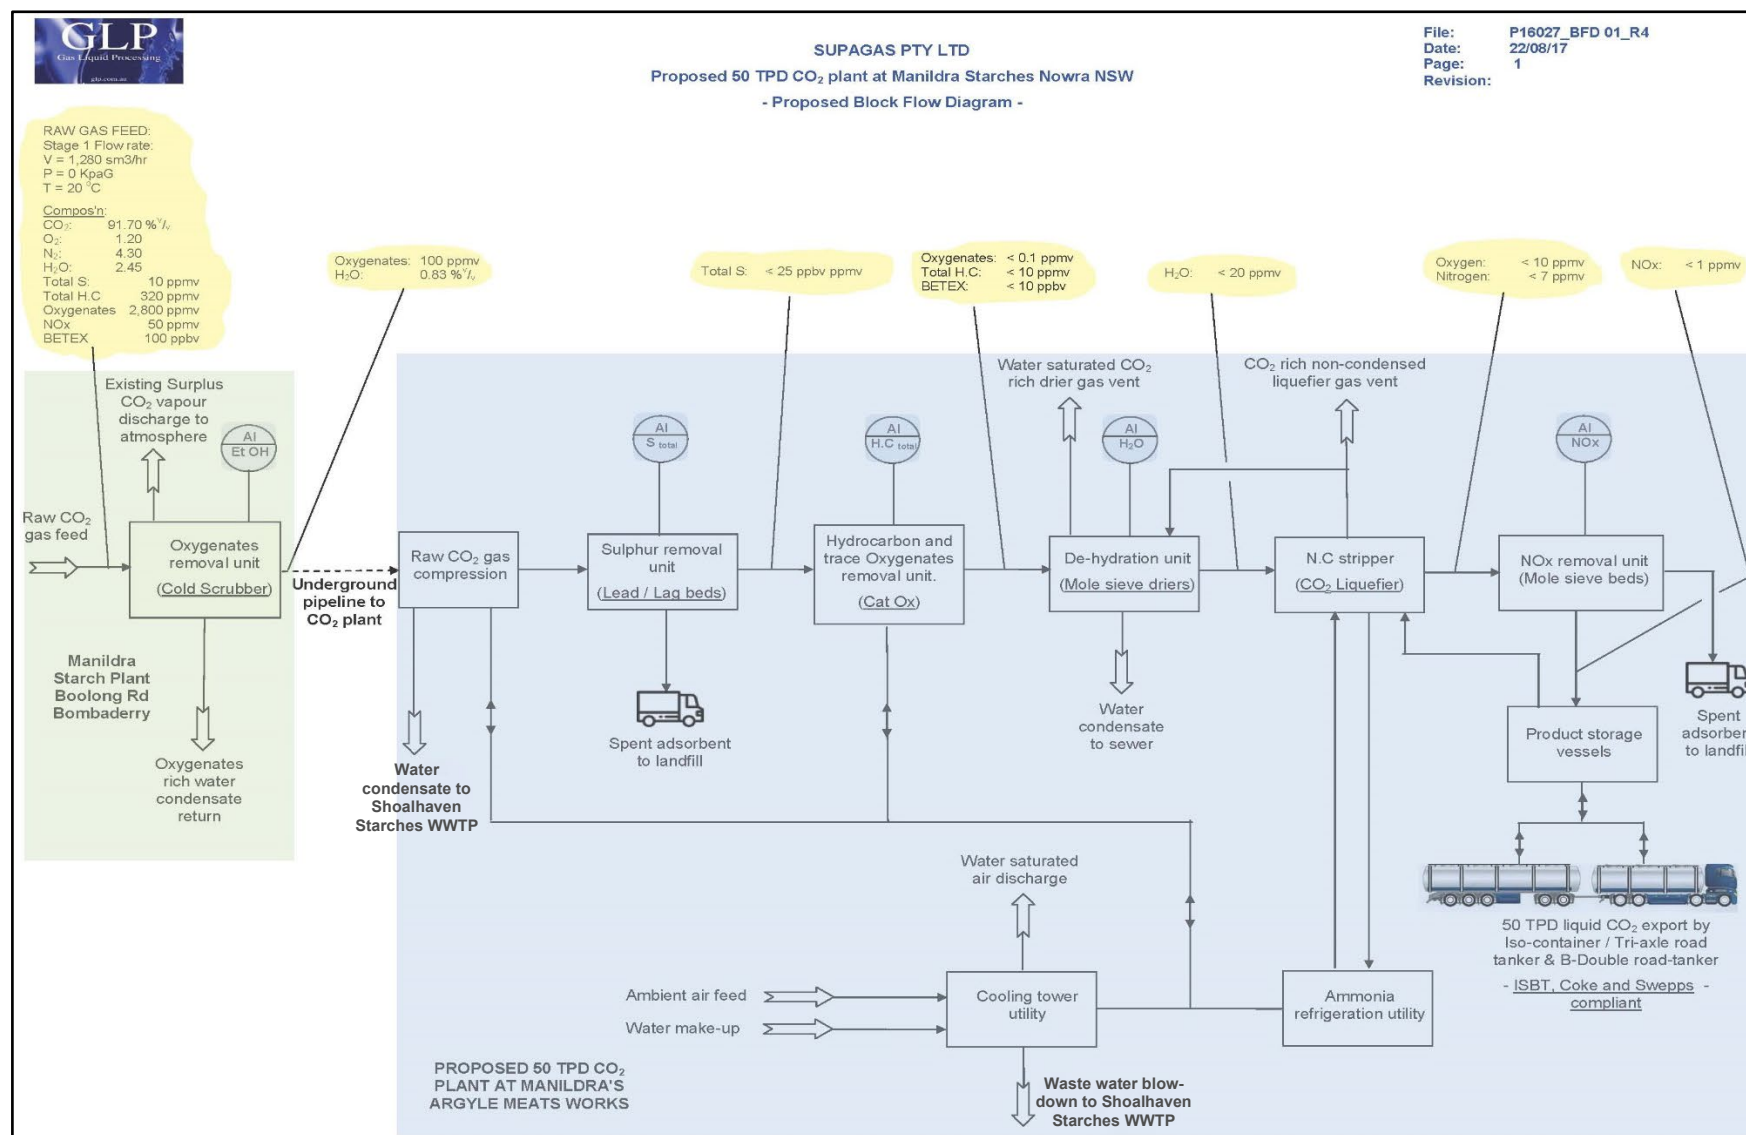 GLP
Gas Liquid Processing
glp.com.au
SUPAGAS PTY LTD
Proposed 50 TPD CO₂ plant at Manildra Starches Nowra NSW
- Proposed Block Flow Diagram -
File: P16027_BFD 01_R4
Date: 22/08/17
Page: 1
Revision:
RAW GAS FEED:
Stage 1 Flow rate:
V = 1,280 sm3/hr
P = 0 KpaG
T = 20 °C
Compos'n:
CO₂: 91.70 %ᵛ/ᵥ
O₂: 1.20
N₂: 4.30
H₂O: 2.45
Total S: 10 ppmv
Total H.C 320 ppmv
Oxygenates 2,800 ppmv
NOx 50 ppmv
BETEX 100 ppbv
Oxygenates: 100 ppmv
H₂O: 0.83 %ᵛ/ᵥ
Total S: < 25 ppbv ppmv
Oxygenates: < 0.1 ppmv
Total H.C: < 10 ppmv
BETEX: < 10 ppbv
H₂O: < 20 ppmv
Oxygen: < 10 ppmv
Nitrogen: < 7 ppmv
NOx: < 1 ppmv
Existing Surplus
CO₂ vapour
discharge to
atmosphere
AI
Et OH
Raw CO₂
gas feed
Oxygenates
removal unit
(Cold Scrubber)
Manildra
Starch Plant
Boolong Rd
Bombaderry
Oxygenates
rich water
condensate
return
Underground
pipeline to
CO₂ plant
Raw CO₂ gas
compression
Water
condensate to
Shoalhaven
Starches WWTP
AI
S total
Sulphur removal
unit
(Lead / Lag beds)
Spent adsorbent
to landfill
AI
H.C total
Hydrocarbon and
trace Oxygenates
removal unit.
(Cat Ox)
Water saturated CO₂
rich drier gas vent
AI
H₂O
De-hydration unit
(Mole sieve driers)
Water
condensate
to sewer
CO₂ rich non-condensed
liquefier gas vent
N.C stripper
(CO₂ Liquefier)
AI
NOx
NOx removal unit
(Mole sieve beds)
Spent
adsorben
to landfil
Product storage
vessels
50 TPD liquid CO₂ export by
Iso-container / Tri-axle road
tanker & B-Double road-tanker
- ISBT, Coke and Swepps -
compliant
Water saturated
air discharge
Ambient air feed
Water make-up
Cooling tower
utility
Ammonia
refrigeration utility
Waste water blow-
down to Shoalhaven
Starches WWTP
PROPOSED 50 TPD CO₂
PLANT AT MANILDRA'S
ARGYLE MEATS WORKS